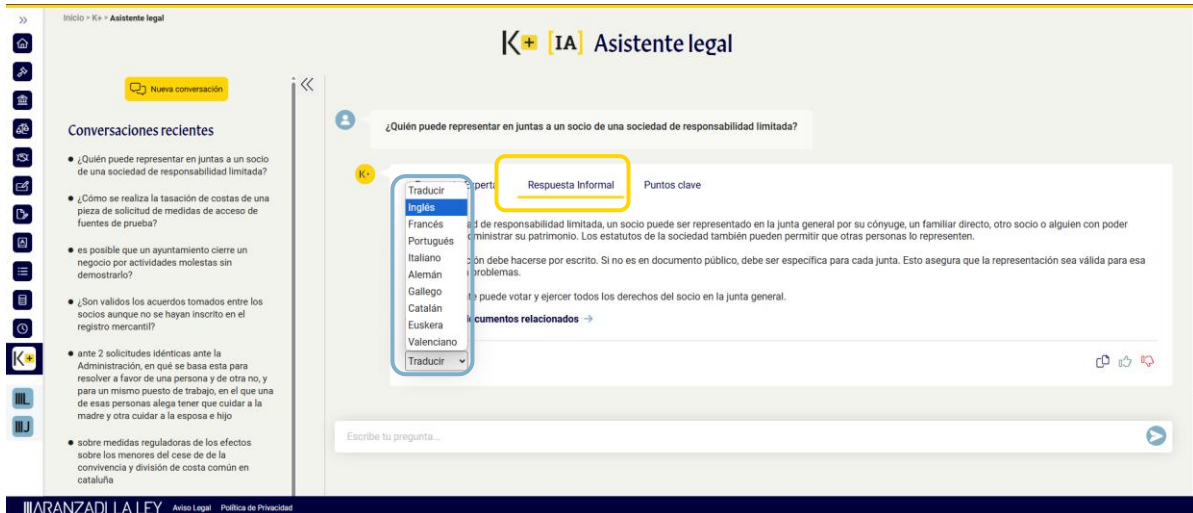 Inicio > K+ > Asistente legal
K+ [IA] Asistente legal
Nueva conversación
Conversaciones recientes
¿Quién puede representar en juntas a un socio
de una sociedad de responsabilidad limitada?
¿Cómo se realiza la tasación de costas de una
pieza de solicitud de medidas de acceso de
fuentes de prueba?
es posible que un ayuntamiento cierre un
negocio por actividades molestas sin
demostrarlo?
¿Son validos los acuerdos tomados entre los
socios aunque no se hayan inscrito en el
registro mercantil?
ante 2 solicitudes idénticas ante la
Administración, en qué se basa esta para
resolver a favor de una persona y de otra no, y
para un mismo puesto de trabajo, en el que una
de esas personas alega tener que cuidar a la
madre y otra cuidar a la esposa e hijo
sobre medidas reguladoras de los efectos
sobre los menores del cese de de la
convivencia y división de costa común en
cataluña
¿Quién puede representar en juntas a un socio de una sociedad de responsabilidad limitada?
K+
Respuesta Informal
Puntos clave
Traducir
Inglés
Francés
Portugués
Italiano
Alemán
Gallego
Catalán
Euskera
Valenciano
de responsabilidad limitada, un socio puede ser representado en la junta general por su cónyuge, un familiar directo, otro socio o alguien con poder
su patrimonio. Los estatutos de la sociedad también pueden permitir que otras personas lo representen.
debe hacerse por escrito. Si no es en documento público, debe ser específica para cada junta. Esto asegura que la representación sea válida para esa
problemas.
puede votar y ejercer todos los derechos del socio en la junta general.
relacionados →
Traducir
Escribe tu pregunta...
K+
L
J
ARANZADI LA LEY Aviso Legal Política de Privacidad